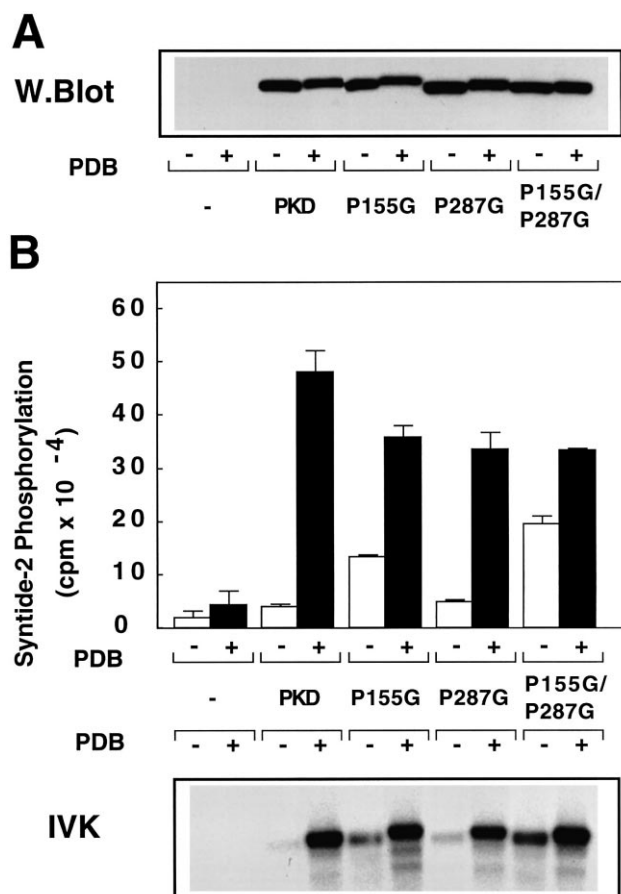 A
W.Blot
PDB - + - + - + - + - +
- PKD P155G P287G P155G/
P287G
B
Syntide-2 Phosphorylation
(cpm x 10 -4)
60
50
40
30
20
10
0
PDB - + - + - + - + - +
- PKD P155G P287G P155G/
P287G
PDB - + - + - + - + - +
IVK